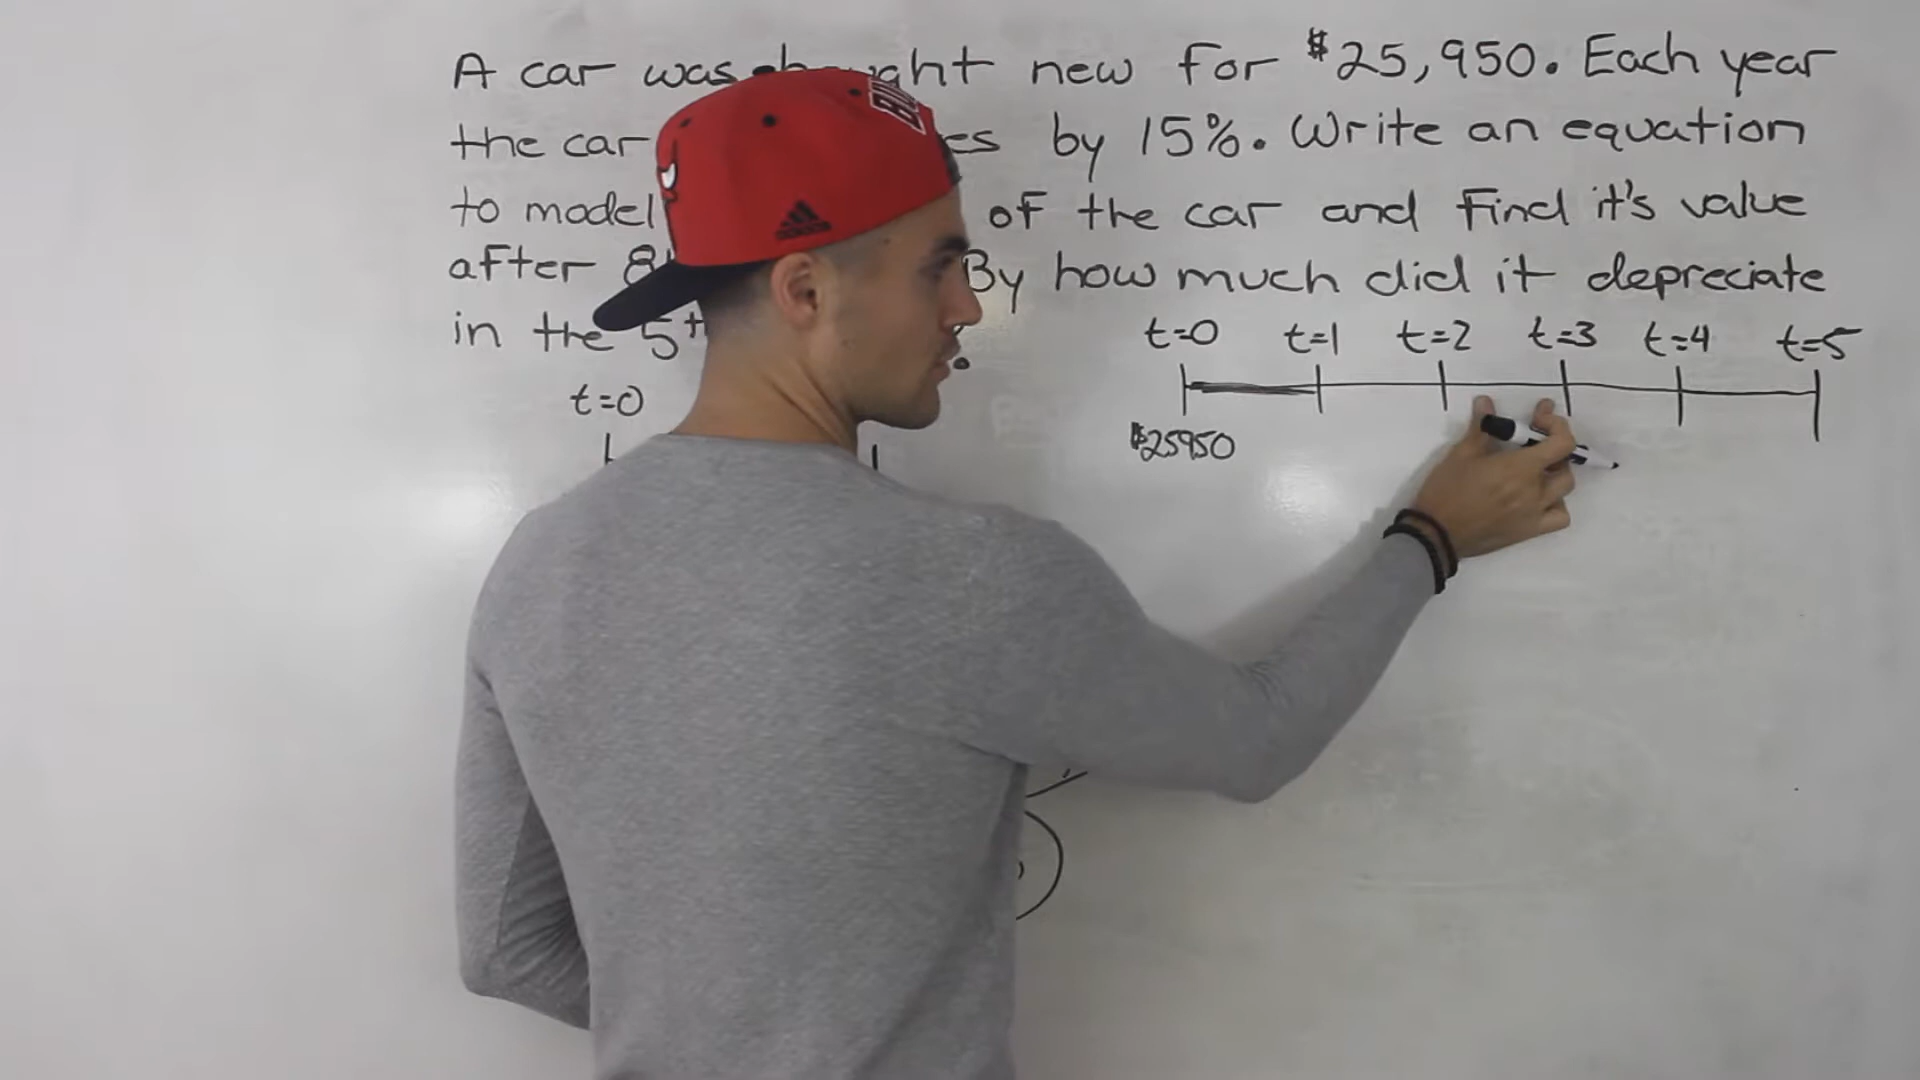 A car was ght new for $25,950. Each year
the car es by 15%. Write an equation
to model of the car and find it's value
after 8 By how much did it depreciate
in the 5th
t=0 t=1 t=2 t=3 t=4 t=5
t=0
$25950